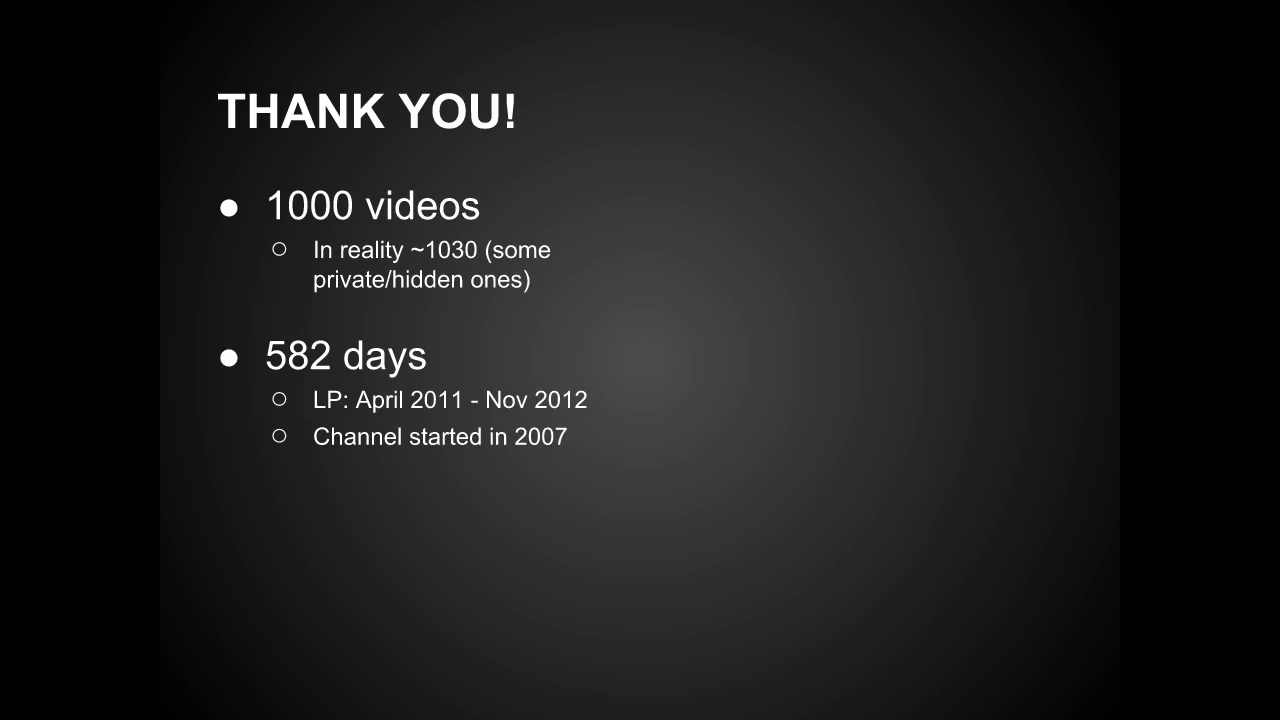 THANK YOU!
● 1000 videos
○ In reality ~1030 (some
private/hidden ones)
● 582 days
○ LP: April 2011 - Nov 2012
○ Channel started in 2007